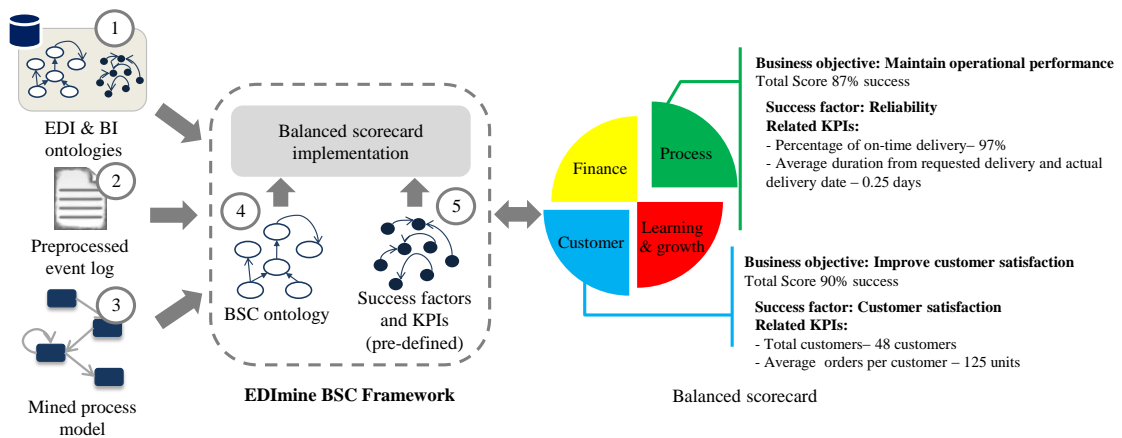 1
EDI & BI
ontologies
2
Preprocessed
event log
3
Mined process
model
Balanced scorecard
implementation
4
BSC ontology
5
Success factors
and KPIs
(pre-defined)
EDImine BSC Framework
Finance
Process
Customer
Learning
& growth
Balanced scorecard
Business objective: Maintain operational performance
Total Score 87% success
Success factor: Reliability
Related KPIs:
- Percentage of on-time delivery– 97%
- Average duration from requested delivery and actual
delivery date – 0.25 days
Business objective: Improve customer satisfaction
Total Score 90% success
Success factor: Customer satisfaction
Related KPIs:
- Total customers– 48 customers
- Average  orders per customer – 125 units